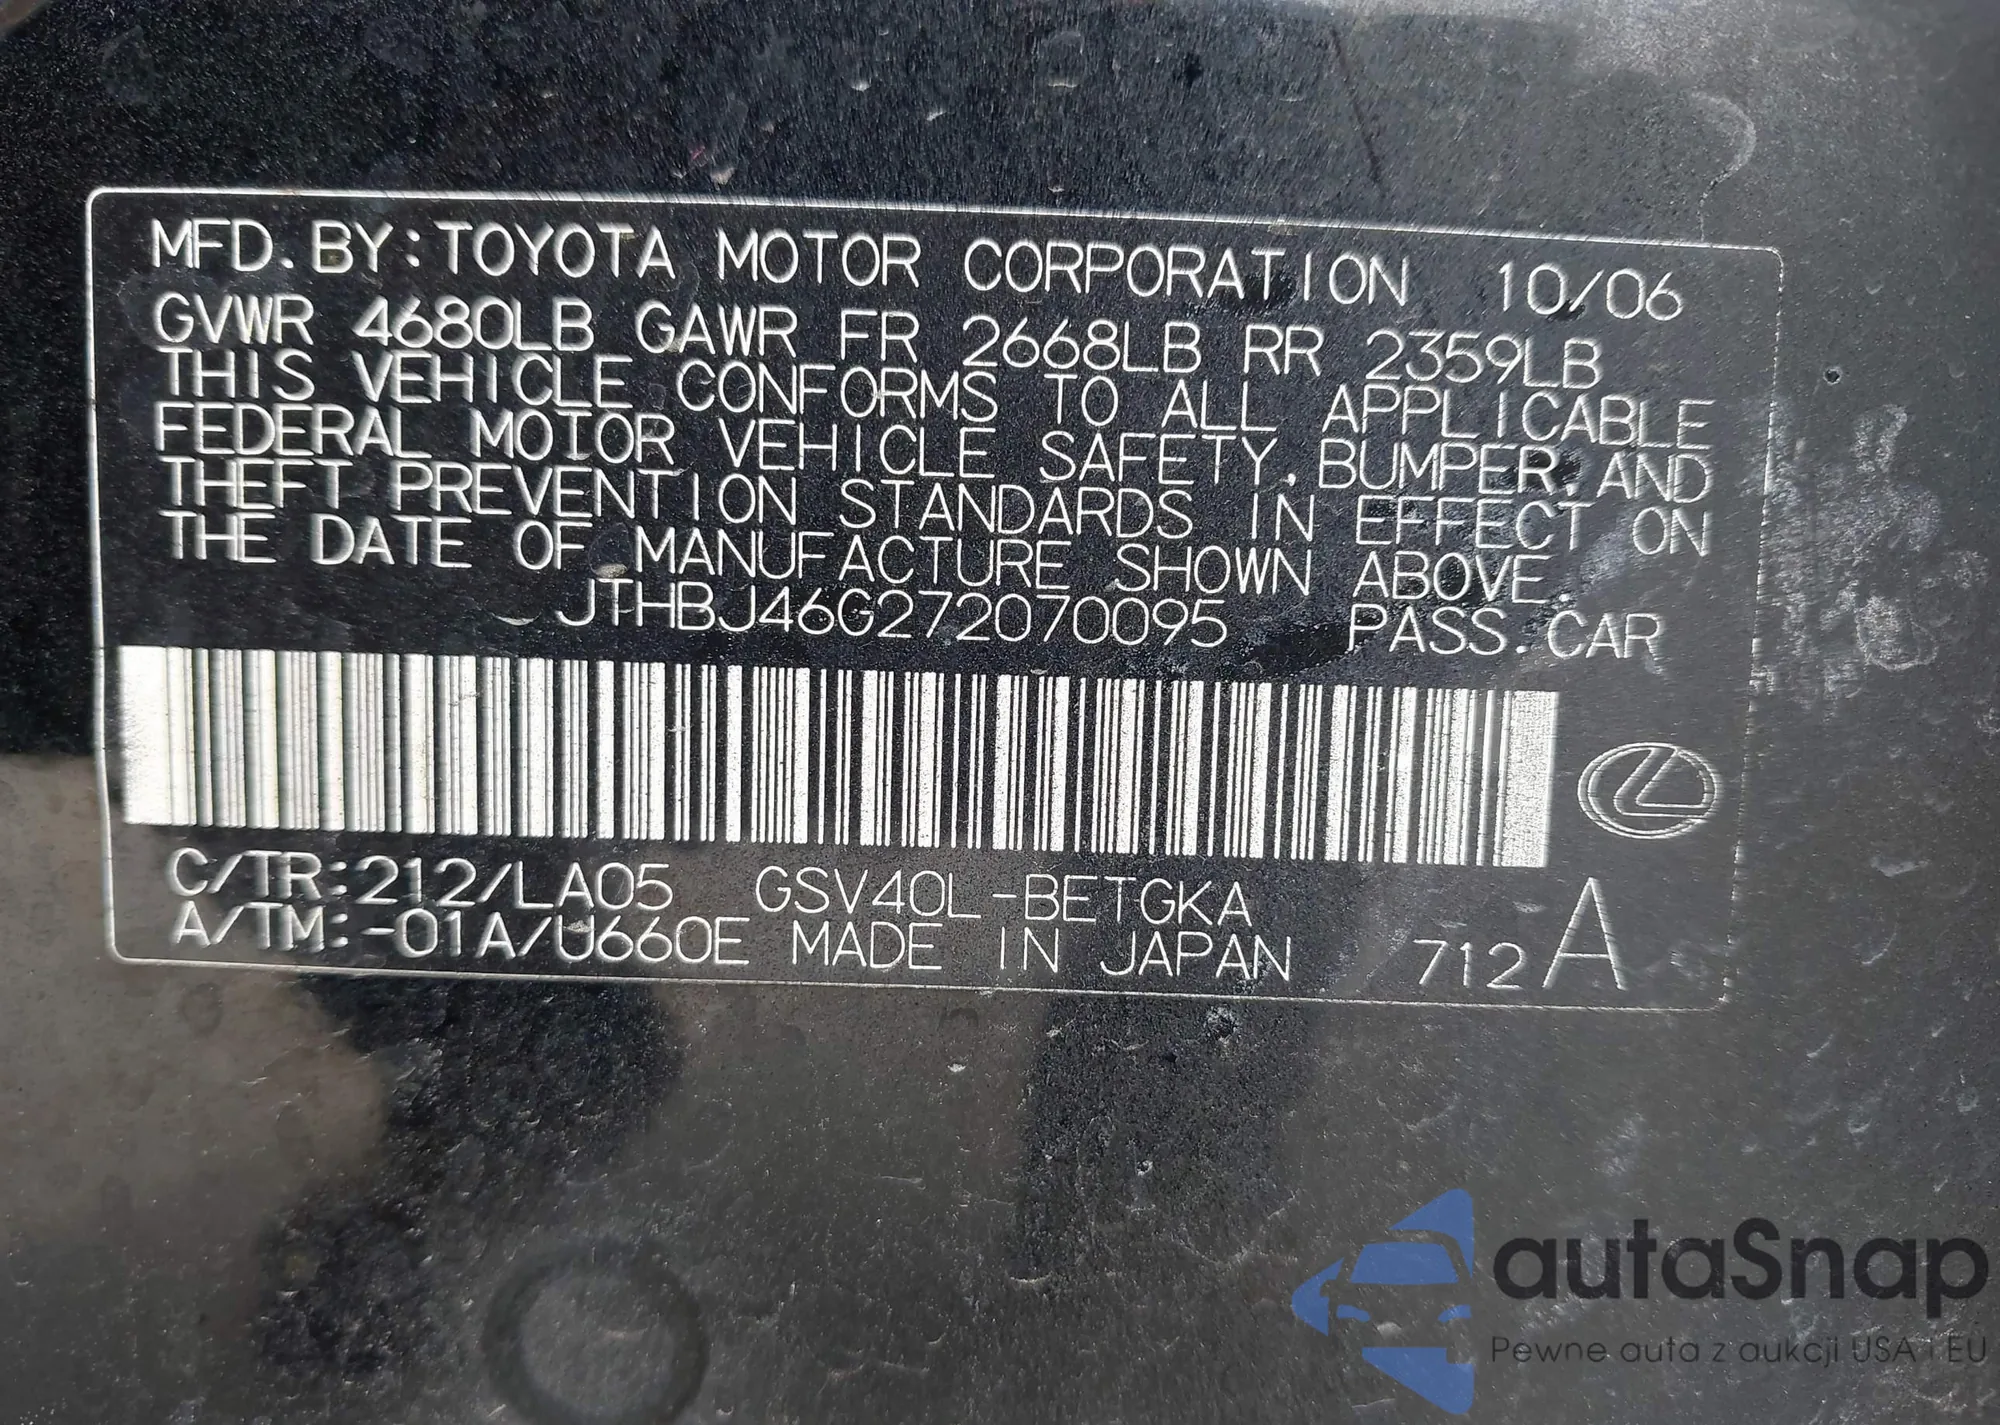 MFD. BY: TOYOTA MOTOR CORPORATION 10/06
GVWR 4680LB GAWR FR 2668LB RR 2359LB
THIS VEHICLE CONFORMS TO ALL APPLICABLE
FEDERAL MOTOR VEHICLE SAFETY, BUMPER, AND
THEFT PREVENTION STANDARDS IN EFFECT ON
THE DATE OF MANUFACTURE SHOWN ABOVE.
JTHBJ46G272070095 PASS. CAR
C/TR: 212/LA05 GSV40L-BETGKA
A/TM: -01A/U660E MADE IN JAPAN 712 A
autaSnap
Pewne auta z aukcji USA i EU